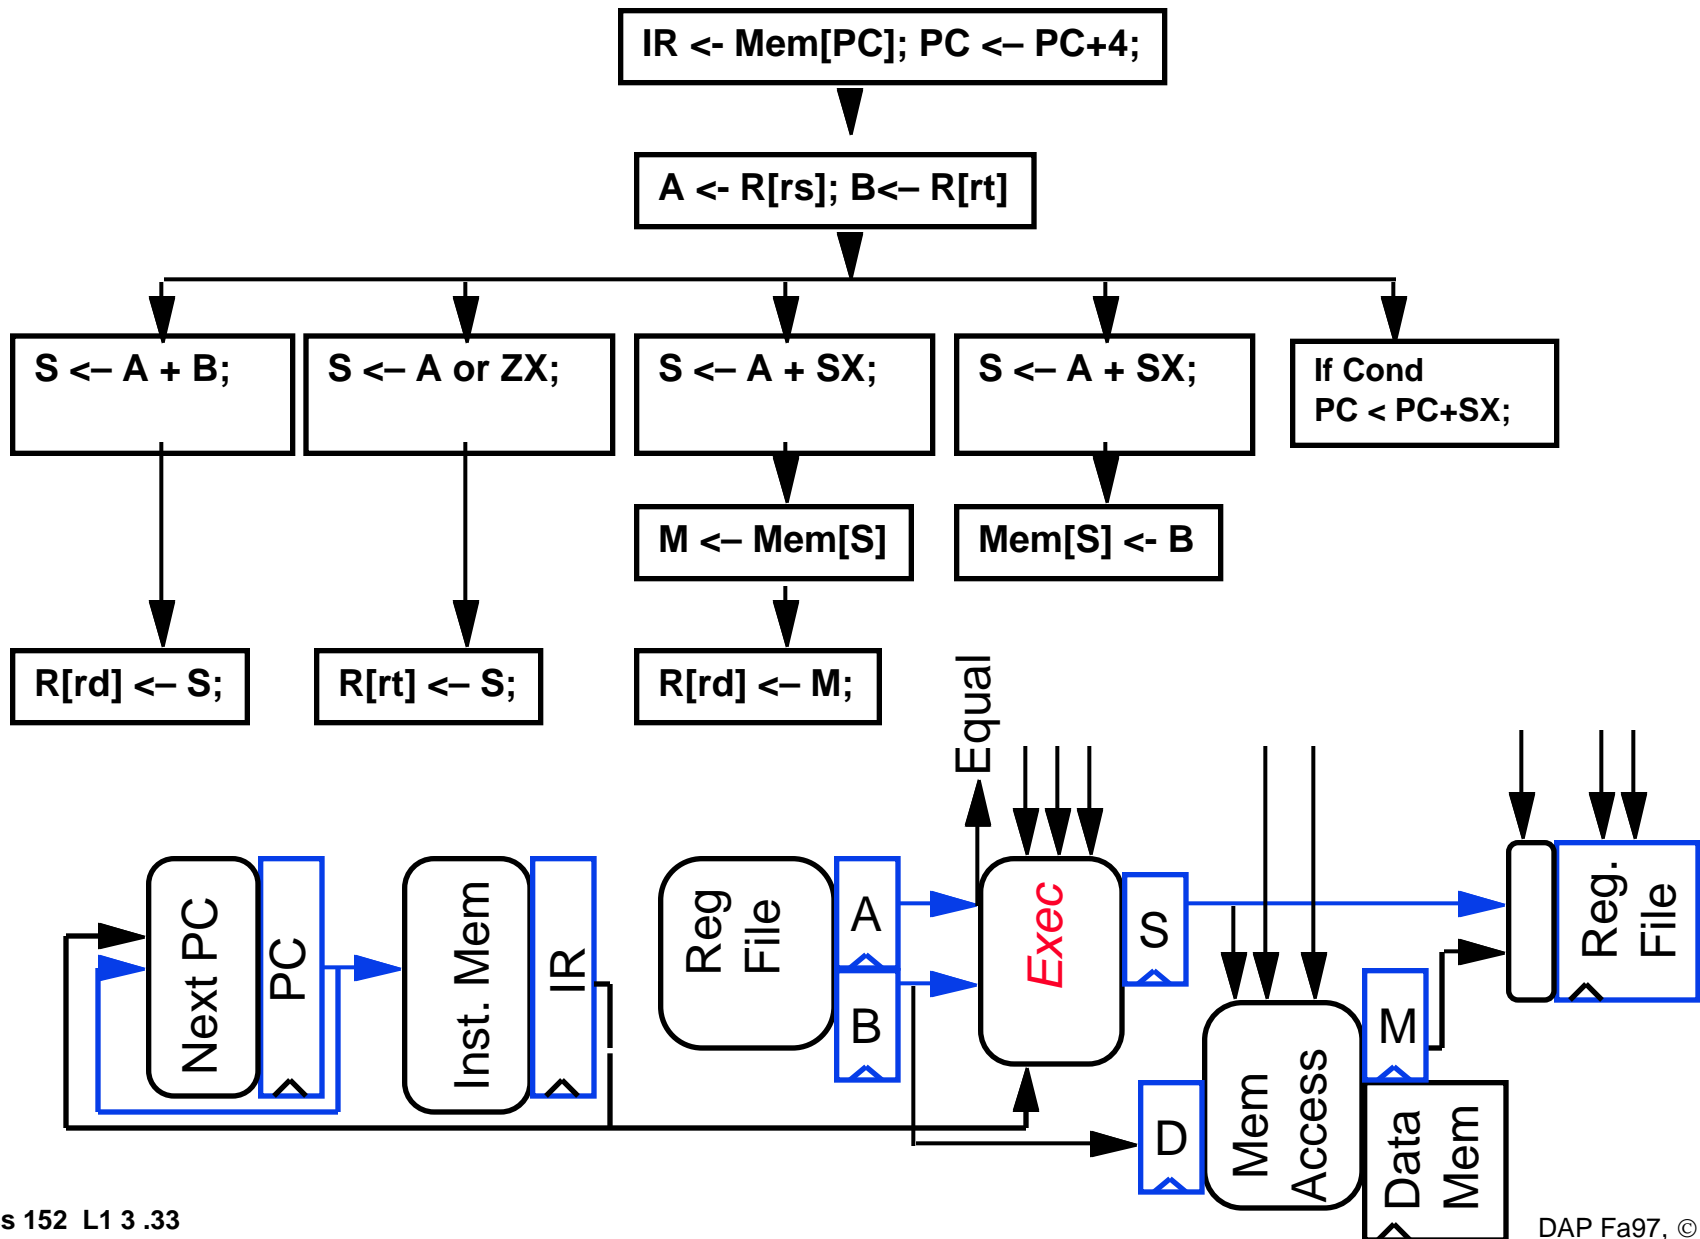 IR <- Mem[PC]; PC <– PC+4;
A <- R[rs]; B<– R[rt]
S <– A + B;
S <– A or ZX;
S <– A + SX;
S <– A + SX;
If Cond
PC < PC+SX;
M <– Mem[S]
Mem[S] <- B
R[rd] <– S;
R[rt] <– S;
R[rd] <– M;
Equal
Next PC
PC
Inst. Mem
IR
Reg
File
A
B
Exec
S
D
Mem
Access
M
Data
Mem
Reg.
File
s 152 L1 3 .33
DAP Fa97, ©